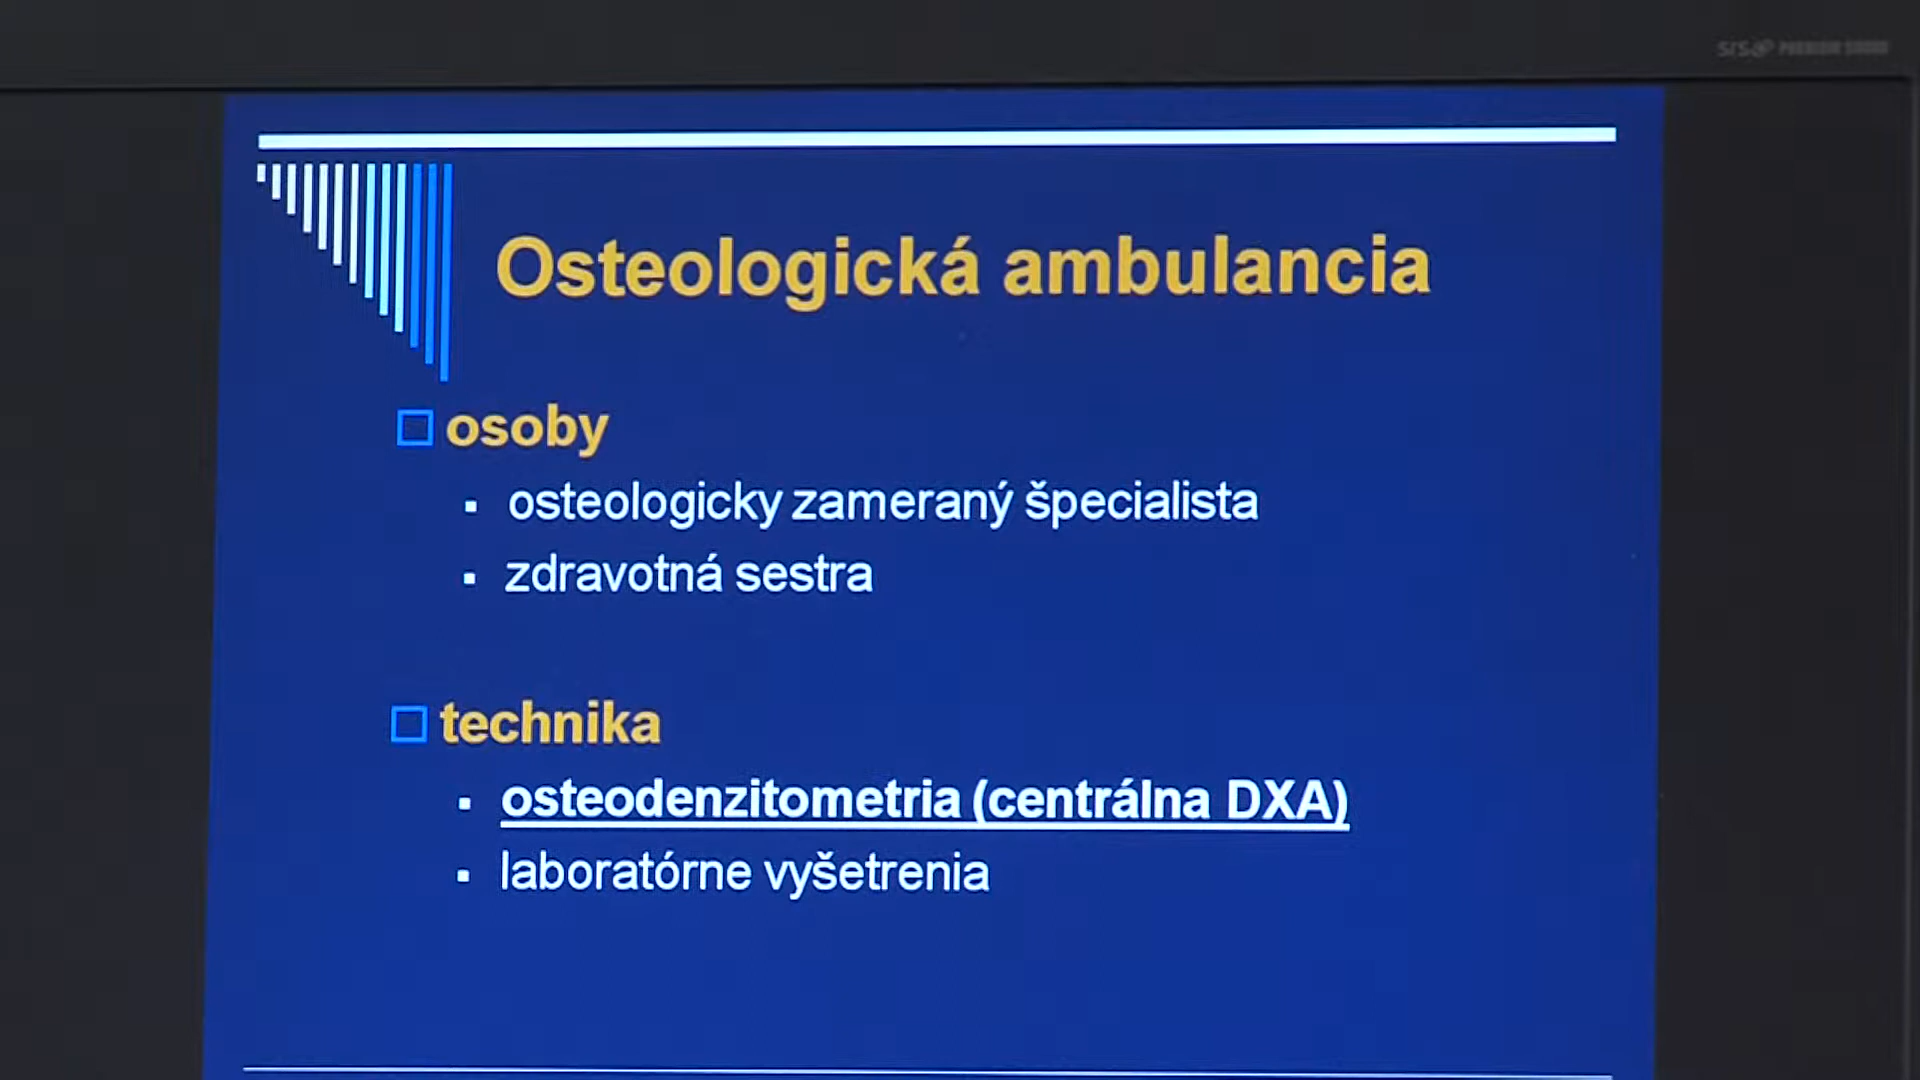 Osteologická ambulancia
osoby
osteologicky zameraný špecialista
zdravotná sestra
technika
osteodenzitometria (centrálna DXA)
laboratórne vyšetrenia